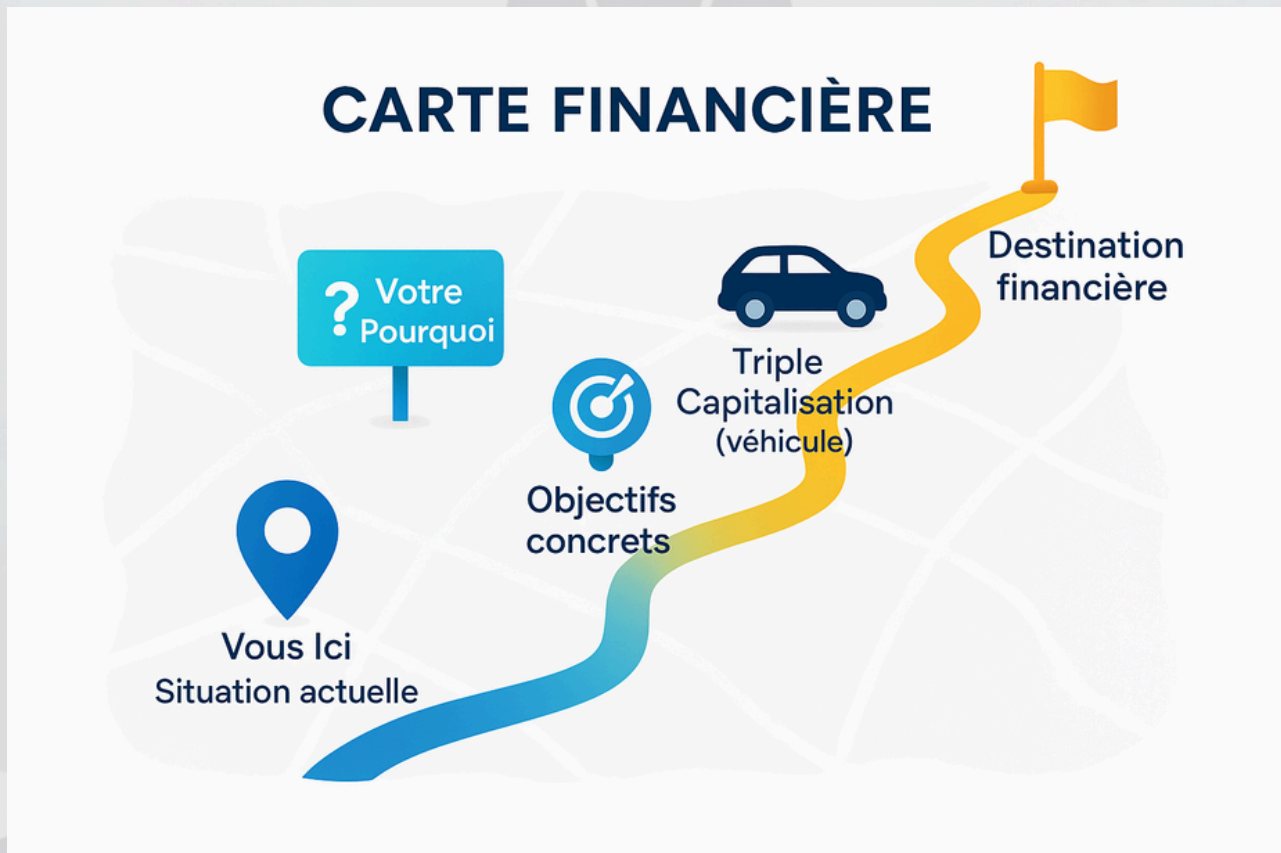 CARTE FINANCIÈRE
? Votre
Pourquoi
Vous Ici
Situation actuelle
Objectifs
concrets
Triple
Capitalisation
(véhicule)
Destination
financière